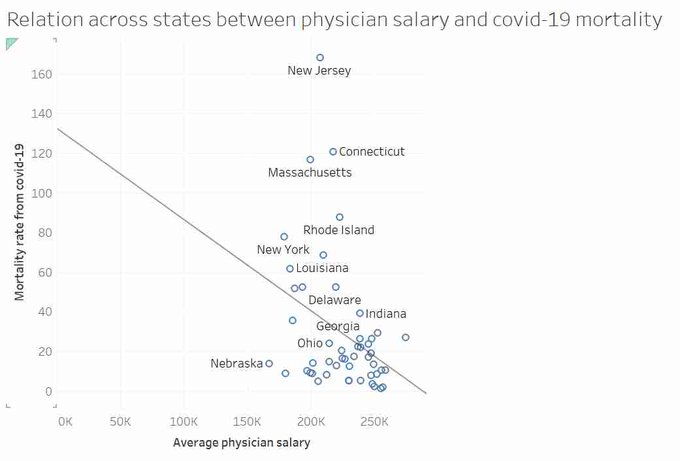 Relation across states between physician salary and covid-19 mortality
Mortality rate from covid-19
160
140
120
100
80
60
40
20
0
New Jersey
Connecticut
Massachusetts
Rhode Island
New York
Louisiana
Delaware
Indiana
Georgia
Ohio
Nebraska
0K 50K 100K 150K 200K 250K
Average physician salary